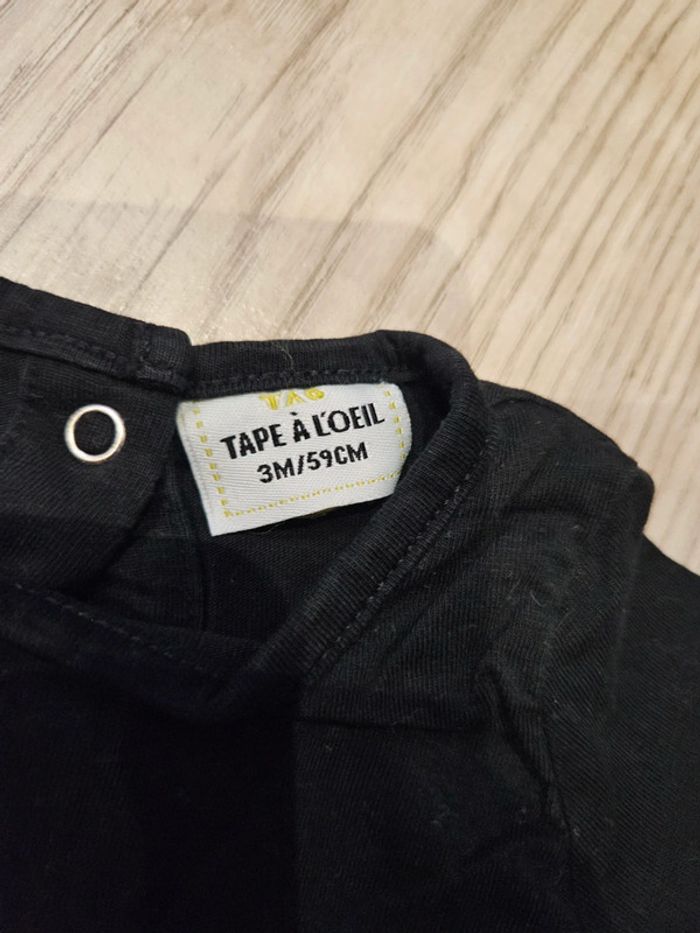 TAO
TAPE À L'OEIL
3M/59CM